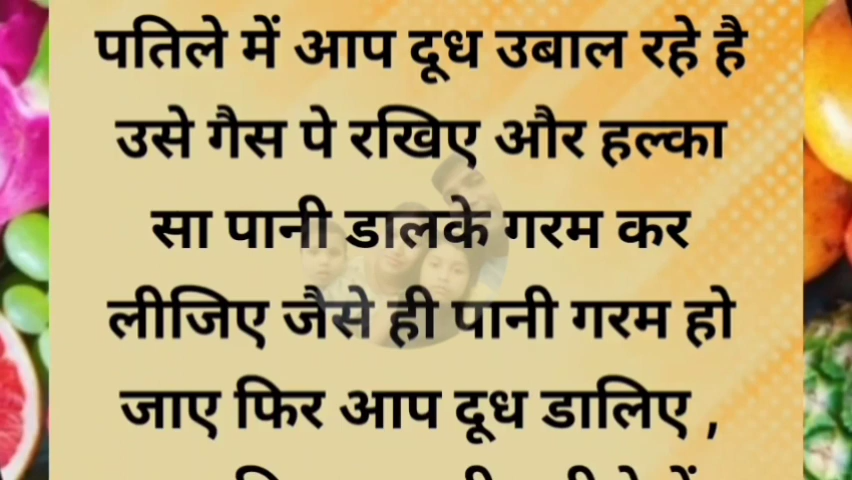 पतिले में आप दूध उबाल रहे है
उसे गैस पे रखिए और हल्का
सा पानी डालके गरम कर
लीजिए जैसे ही पानी गरम हो
जाए फिर आप दूध डालिए ,